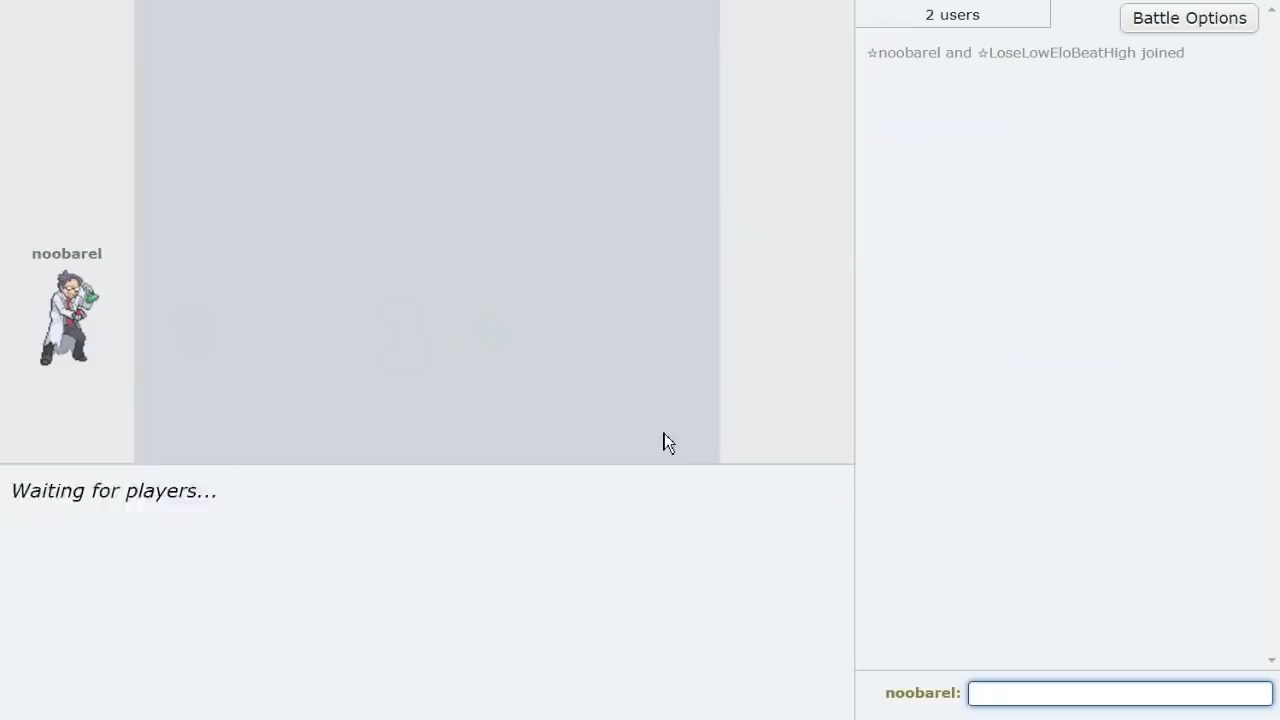 2 users
Battle Options
☆noobarel and ☆LoseLowEloBeatHigh joined
noobarel
Waiting for players...
noobarel: